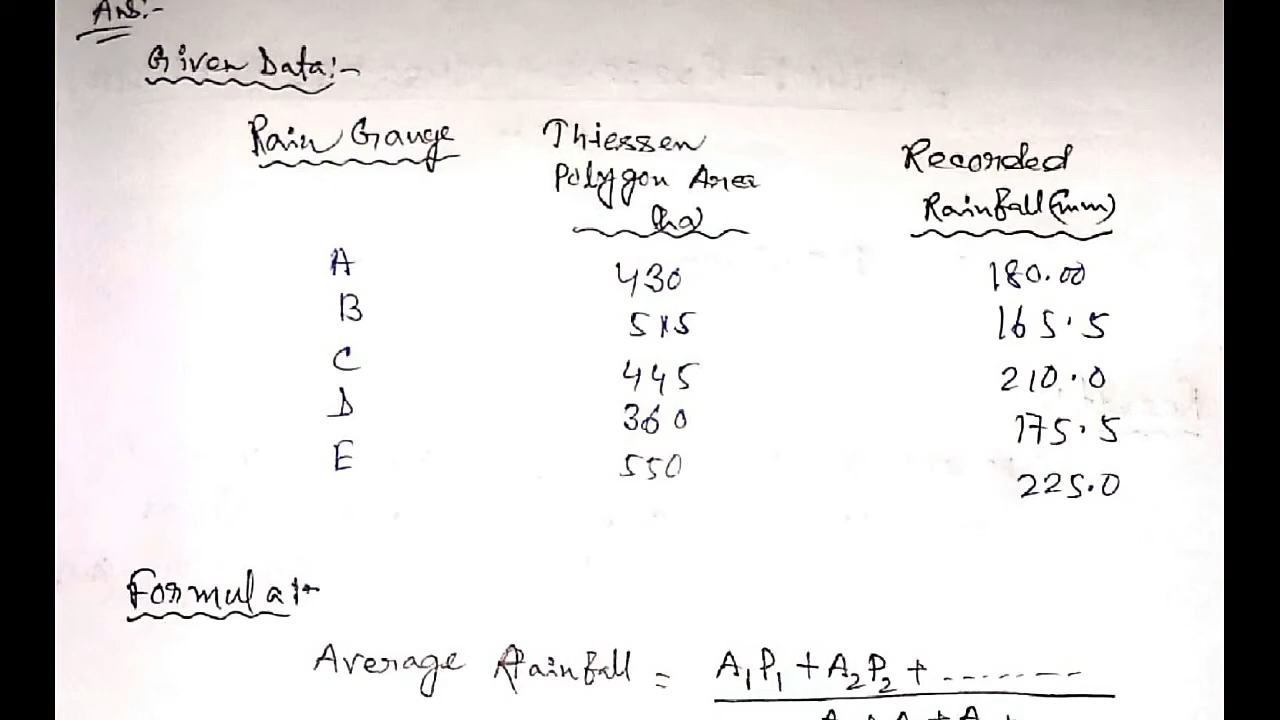 Ans:-
Given Data:-
Rain Gauge Thiessen Polygon Area (ha) Recorded Rainfall (mm)
A 430 180.00
B 515 165.5
C 445 210.0
D 360 175.5
E 550 225.0
Formula:-
Average Rainfall = A₁P₁ + A₂P₂ + ........